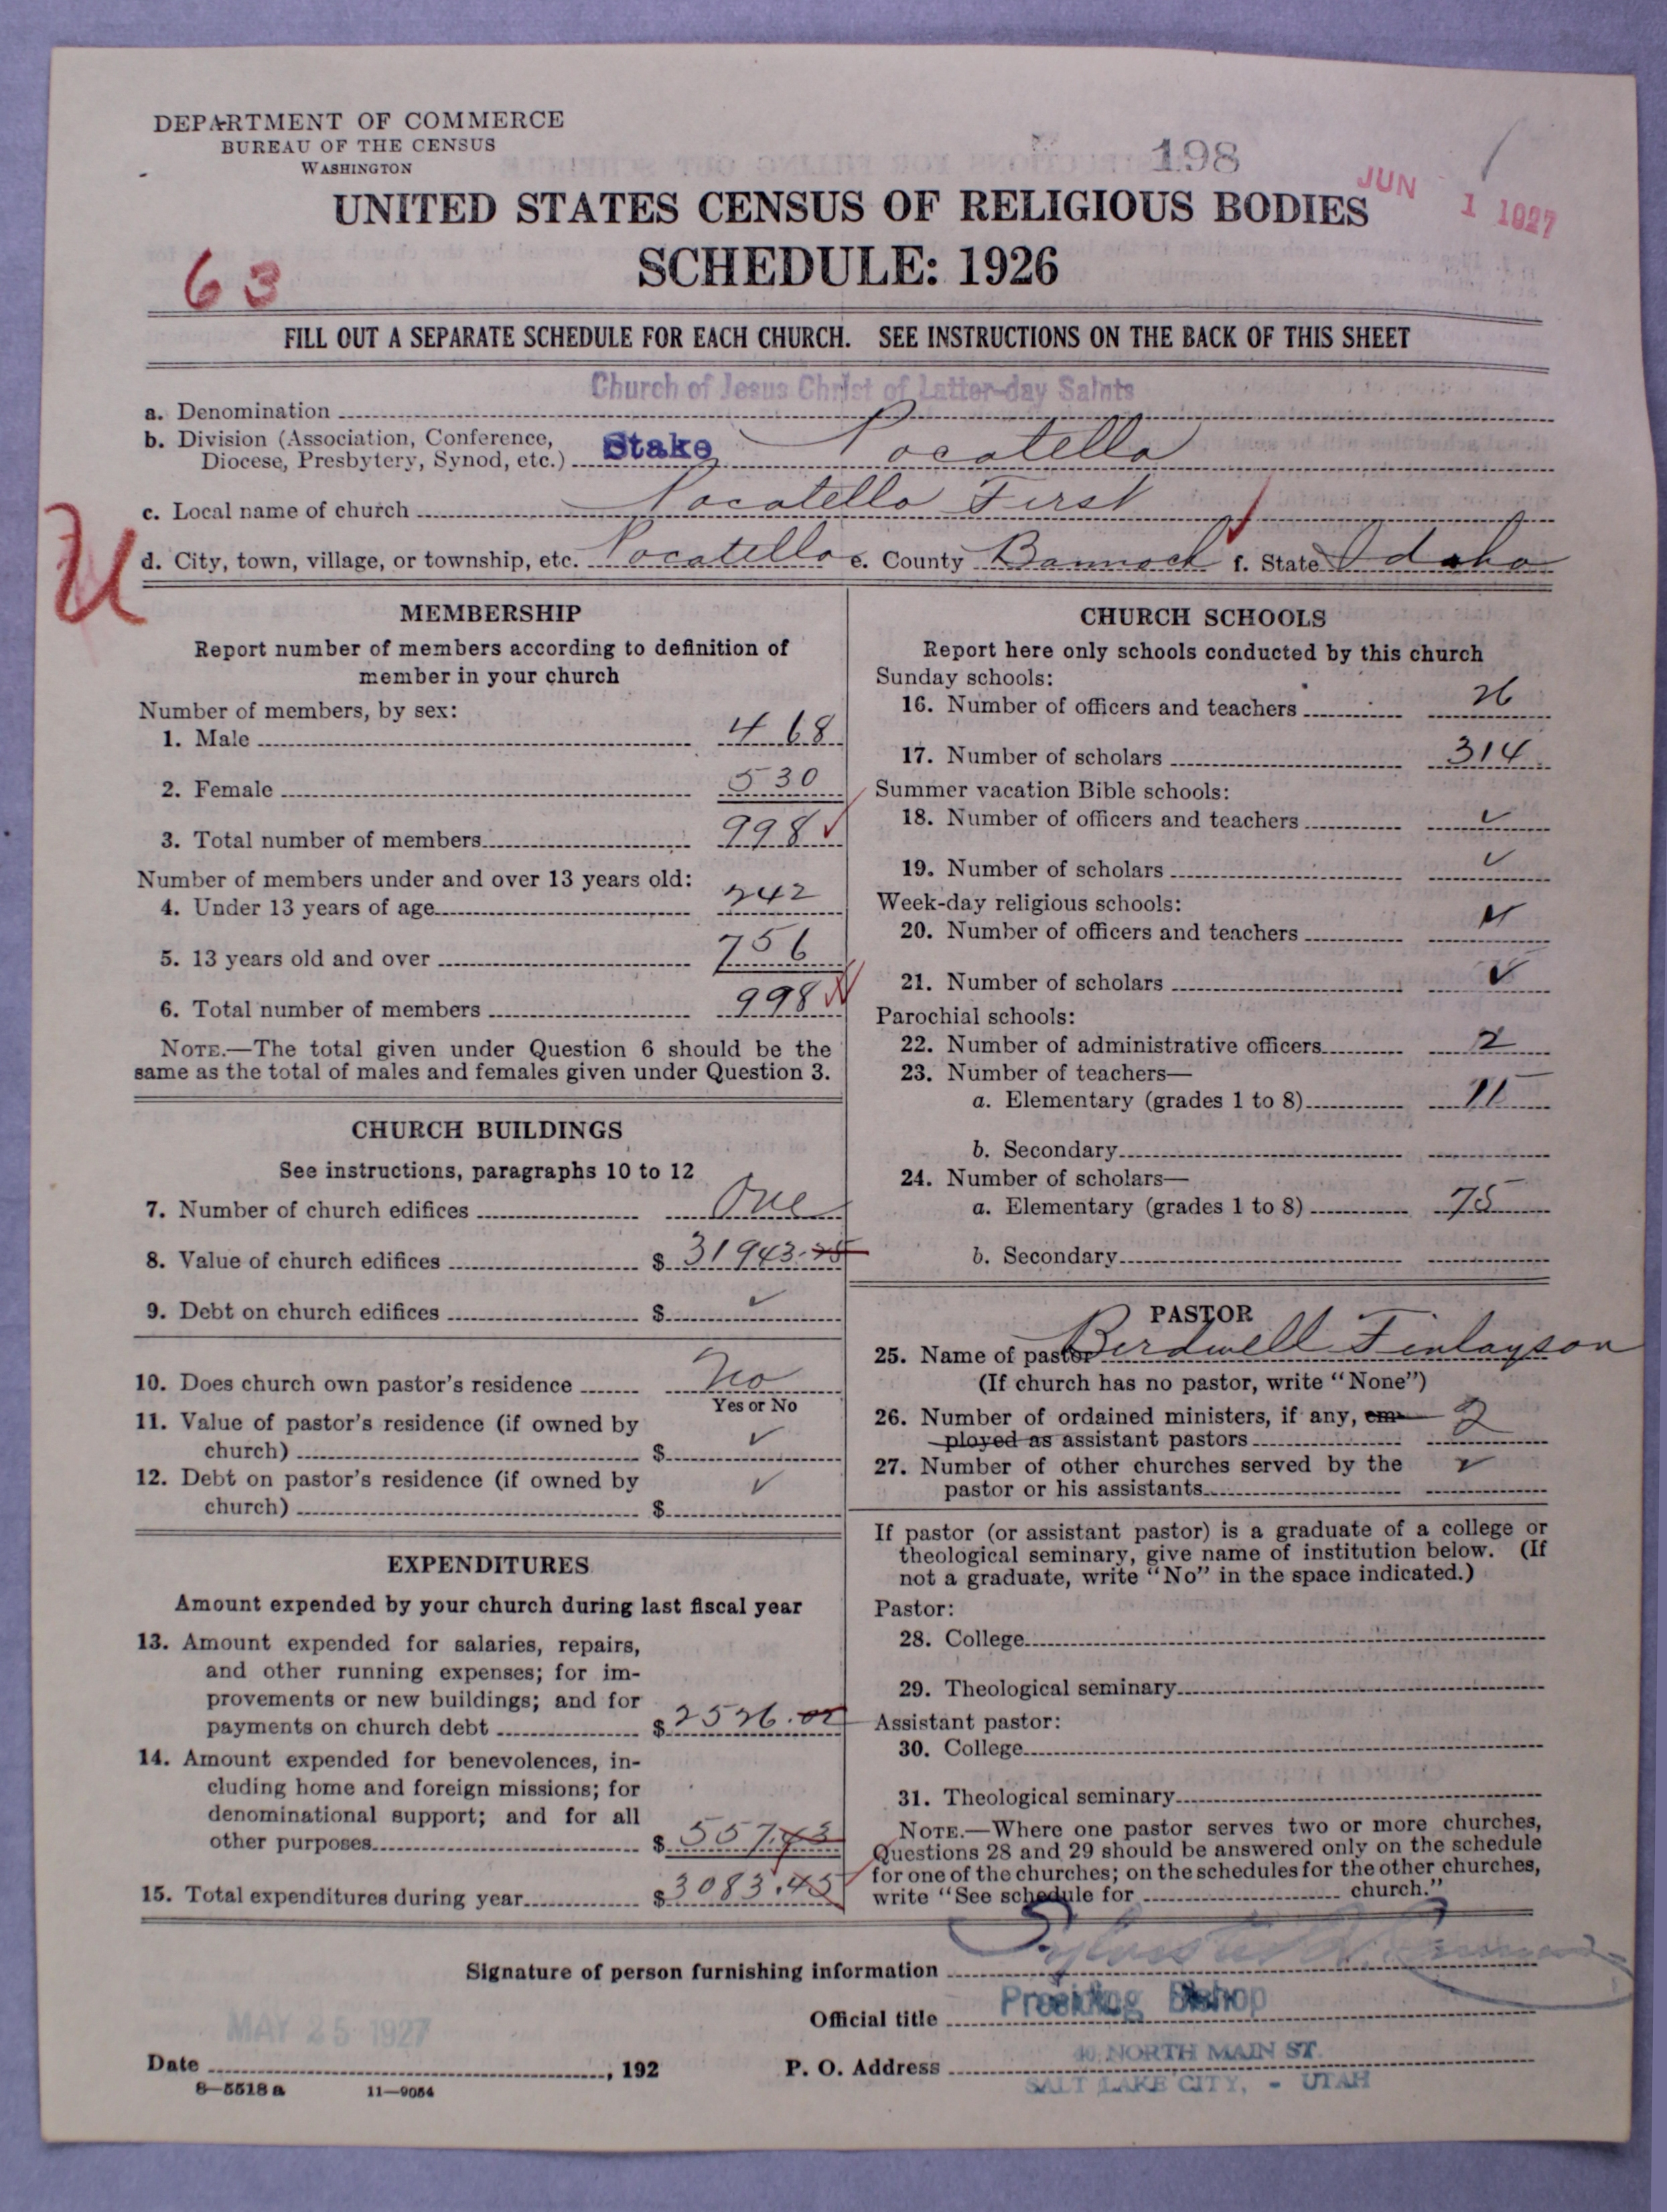 DEPARTMENT OF COMMERCE
BUREAU OF THE CENSUS
WASHINGTON
198
JUN 1 1927
UNITED STATES CENSUS OF RELIGIOUS BODIES
SCHEDULE: 1926
63
FILL OUT A SEPARATE SCHEDULE FOR EACH CHURCH. SEE INSTRUCTIONS ON THE BACK OF THIS SHEET
Church of Jesus Christ of Latter-day Saints
a. Denomination
b. Division (Association, Conference,
Diocese, Presbytery, Synod, etc.) Stake Pocatello
c. Local name of church Pocatello First
U
d. City, town, village, or township, etc. Pocatello e. County Bannock f. State Idaho
MEMBERSHIP
Report number of members according to definition of
member in your church
Number of members, by sex:
1. Male 468
2. Female 530
3. Total number of members 998 ✓
Number of members under and over 13 years old:
4. Under 13 years of age 242
5. 13 years old and over 756
6. Total number of members 998
NOTE.—The total given under Question 6 should be the
same as the total of males and females given under Question 3.
CHURCH BUILDINGS
See instructions, paragraphs 10 to 12
7. Number of church edifices One
8. Value of church edifices $ 31943.
9. Debt on church edifices $ ✓
10. Does church own pastor's residence No
Yes or No
11. Value of pastor's residence (if owned by
church) $ ✓
12. Debt on pastor's residence (if owned by
church) $ ✓
EXPENDITURES
Amount expended by your church during last fiscal year
13. Amount expended for salaries, repairs,
and other running expenses; for im-
provements or new buildings; and for
payments on church debt $ 2526.02
14. Amount expended for benevolences, in-
cluding home and foreign missions; for
denominational support; and for all
other purposes $ 557.43
15. Total expenditures during year $ 3083.45
CHURCH SCHOOLS
Report here only schools conducted by this church
Sunday schools:
16. Number of officers and teachers 26
17. Number of scholars 314
Summer vacation Bible schools:
18. Number of officers and teachers ✓
19. Number of scholars ✓
Week-day religious schools:
20. Number of officers and teachers ✓
21. Number of scholars ✓
Parochial schools:
22. Number of administrative officers 2
23. Number of teachers—
a. Elementary (grades 1 to 8) 11
b. Secondary
24. Number of scholars—
a. Elementary (grades 1 to 8) 75
b. Secondary
PASTOR
25. Name of pastor Berdwell Finlayson
(If church has no pastor, write "None")
26. Number of ordained ministers, if any, em-
ployed as assistant pastors 2
27. Number of other churches served by the
pastor or his assistants ✓
If pastor (or assistant pastor) is a graduate of a college or
theological seminary, give name of institution below. (If
not a graduate, write "No" in the space indicated.)
Pastor:
28. College
29. Theological seminary
Assistant pastor:
30. College
31. Theological seminary
NOTE.—Where one pastor serves two or more churches,
Questions 28 and 29 should be answered only on the schedule
for one of the churches; on the schedules for the other churches,
write "See schedule for church."
Signature of person furnishing information
Official title Presiding Bishop
MAY 25 1927
Date , 192
P. O. Address 40 NORTH MAIN ST.
SALT LAKE CITY, - UTAH
8—5518 a 11—9054